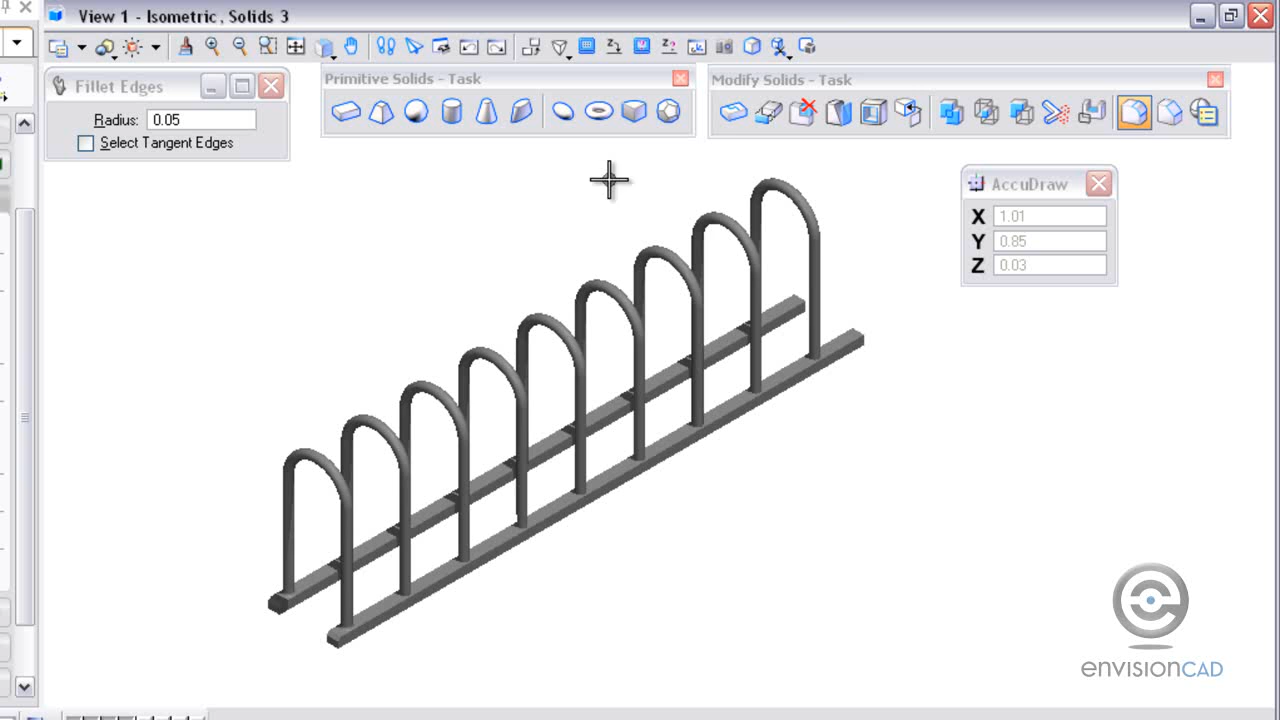 View 1 - Isometric, Solids 3
Fillet Edges
Radius: 0.05
Select Tangent Edges
Primitive Solids - Task
Modify Solids - Task
AccuDraw
X 1.01
Y 0.85
Z 0.03
envisionCAD